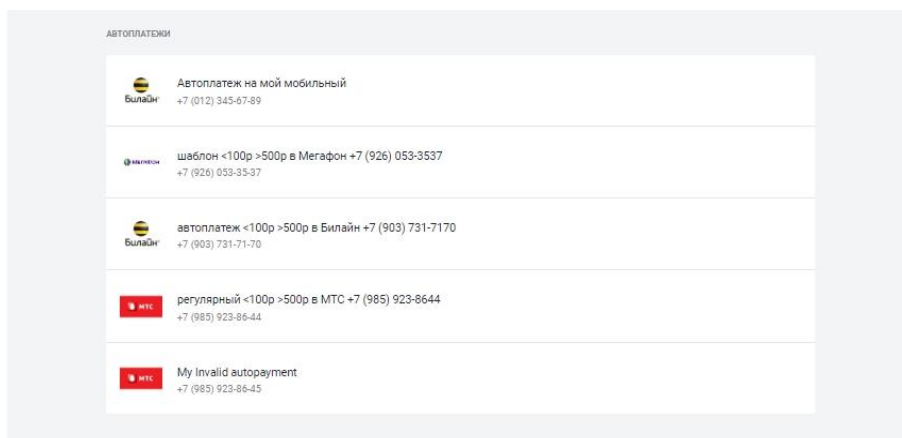 АВТОПЛАТЕЖИ
Автоплатеж на мой мобильный
Билайн
+7 (012) 345-67-89
шаблон <100р >500р в Мегафон +7 (926) 053-3537
МЕГАФОН
+7 (926) 053-35-37
автоплатеж <100р >500р в Билайн +7 (903) 731-7170
Билайн
+7 (903) 731-71-70
регулярный <100р >500р в МТС +7 (985) 923-8644
МТС
+7 (985) 923-86-44
My Invalid autopayment
МТС
+7 (985) 923-86-45